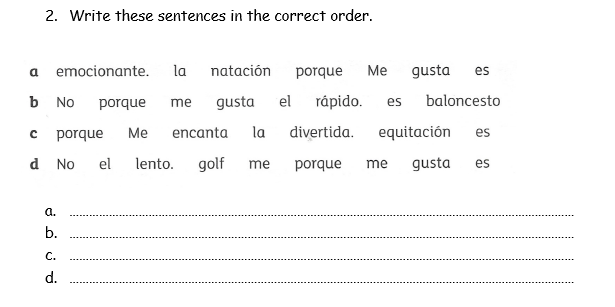 2. Write these sentences in the correct order.
a emocionante. la natación porque Me gusta es
b No porque me gusta el rápido. es baloncesto
c porque Me encanta la divertida. equitación es
d No el lento. golf me porque me gusta es
a.
b.
c.
d.